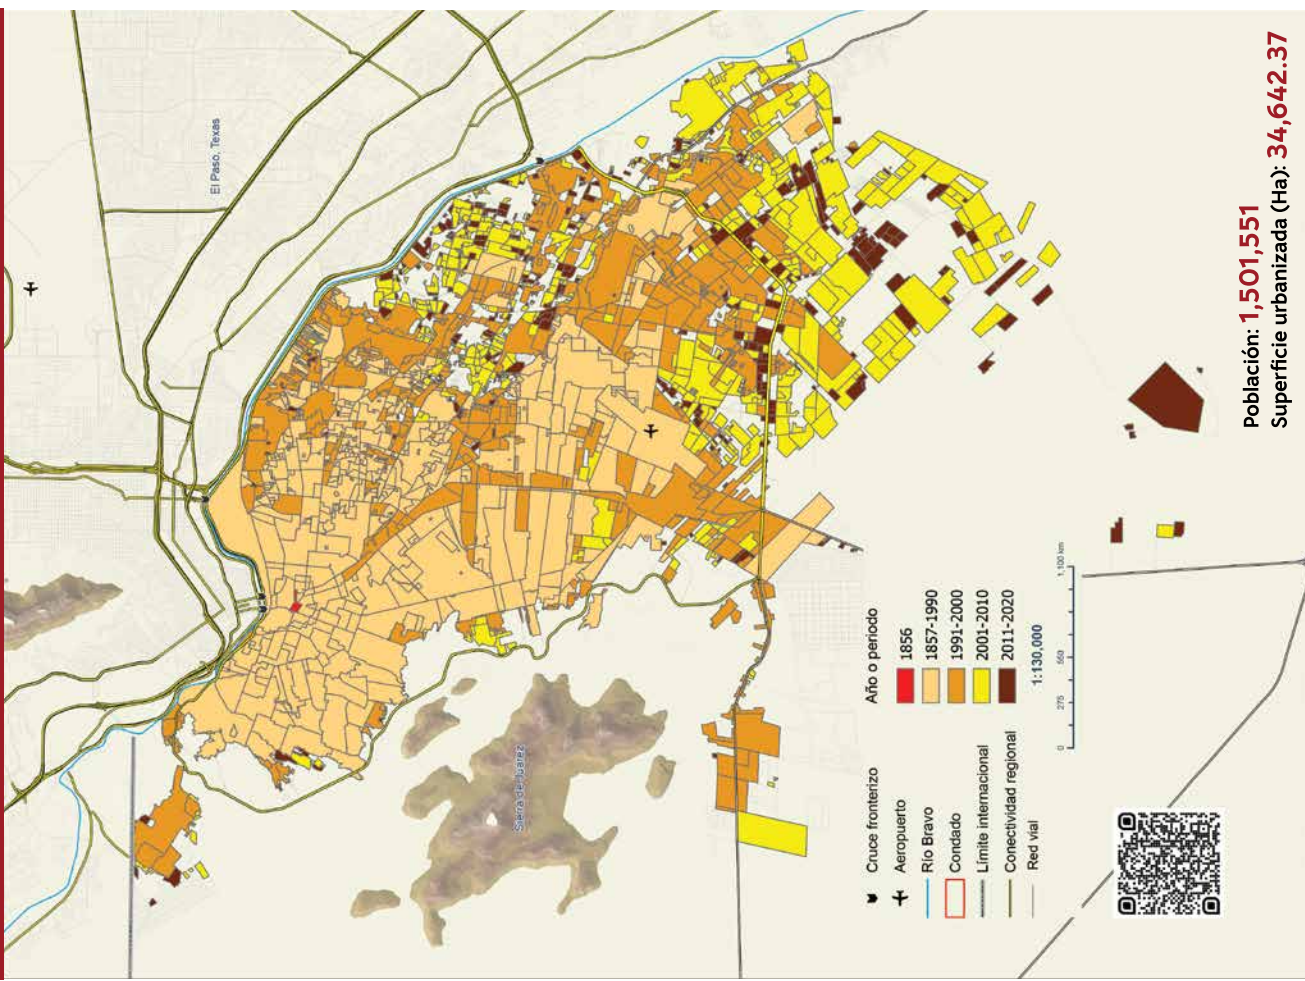 El Paso, Texas
Sierra de Juárez
Cruce fronterizo
Aeropuerto
Río Bravo
Condado
Límite internacional
Conectividad regional
Red vial
Año o periodo
1856
1857-1990
1991-2000
2001-2010
2011-2020
1:130,000
0 275 550 1,100 km
Población: 1,501,551
Superficie urbanizada (Ha): 34,642.37